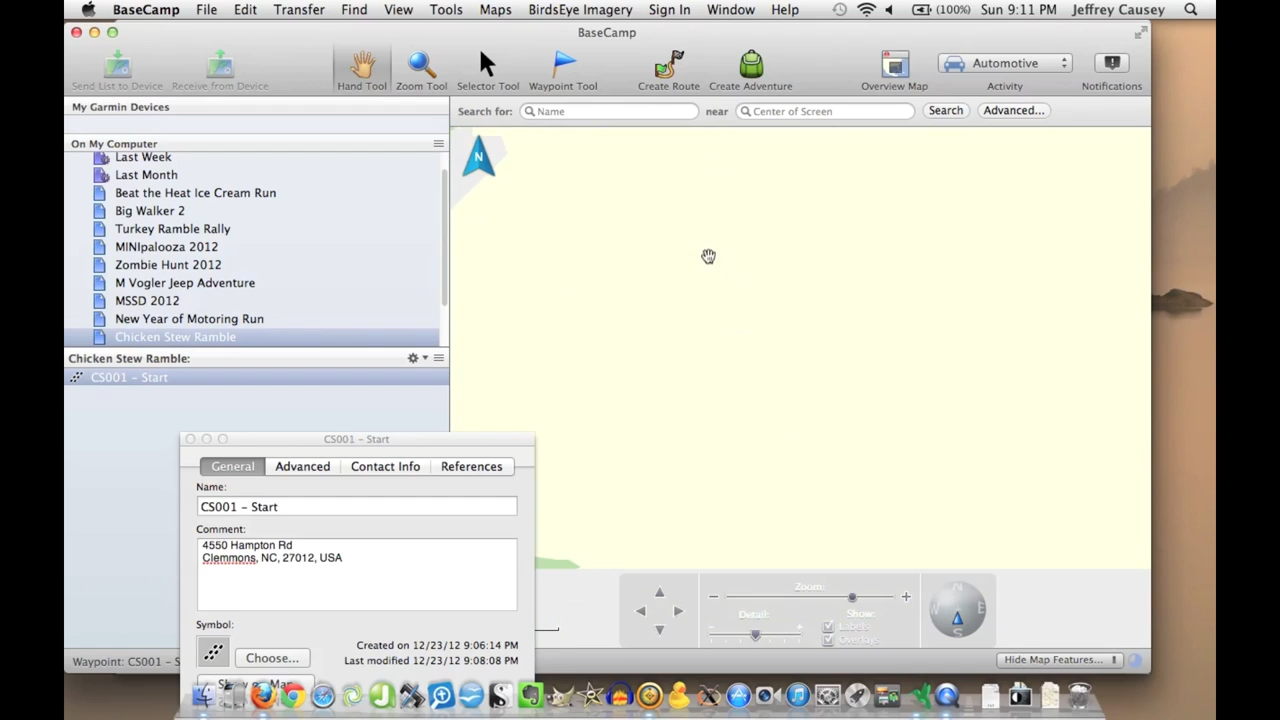 BaseCamp File Edit Transfer Find View Tools Maps BirdsEye Imagery Sign In Window Help (100%) Sun 9:11 PM Jeffrey Causey
BaseCamp
Send List to Device Receive from Device Hand Tool Zoom Tool Selector Tool Waypoint Tool Create Route Create Adventure Overview Map Automotive Activity Notifications
My Garmin Devices
Search for: Name near Center of Screen Search Advanced...
On My Computer
N
Last Week
Last Month
Beat the Heat Ice Cream Run
Big Walker 2
Turkey Ramble Rally
MINIpalooza 2012
Zombie Hunt 2012
M Vogler Jeep Adventure
MSSD 2012
New Year of Motoring Run
Chicken Stew Ramble
Chicken Stew Ramble:
CS001 – Start
CS001 – Start
General Advanced Contact Info References
Name:
CS001 – Start
Comment:
4550 Hampton Rd
Clemmons, NC, 27012, USA
Symbol:
Choose...
Created on 12/23/12 9:06:14 PM
Last modified 12/23/12 9:08:08 PM
Zoom:
Detail:
Show:
Labels
Overlays
N
E
S
Waypoint: CS001 – S
Hide Map Features...